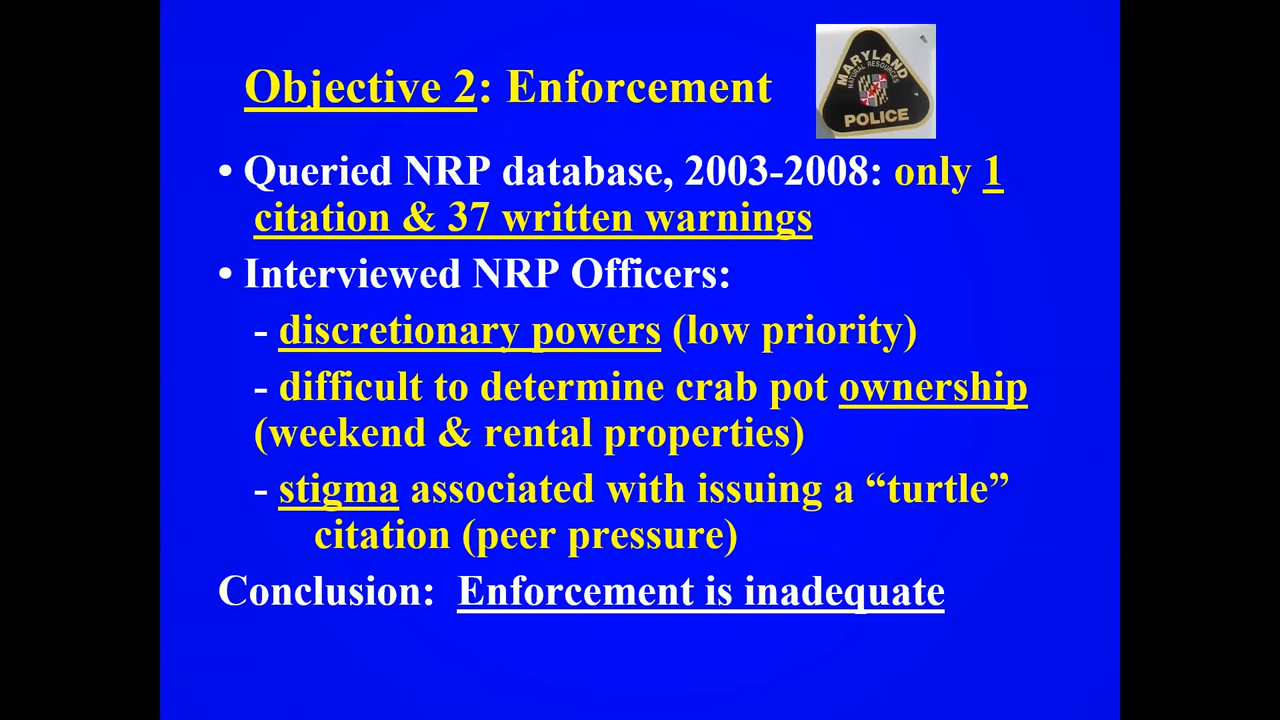 Objective 2: Enforcement
MARYLAND
NATURAL RESOURCES
POLICE
• Queried NRP database, 2003-2008: only 1
citation & 37 written warnings
• Interviewed NRP Officers:
- discretionary powers (low priority)
- difficult to determine crab pot ownership
(weekend & rental properties)
- stigma associated with issuing a “turtle”
citation (peer pressure)
Conclusion: Enforcement is inadequate